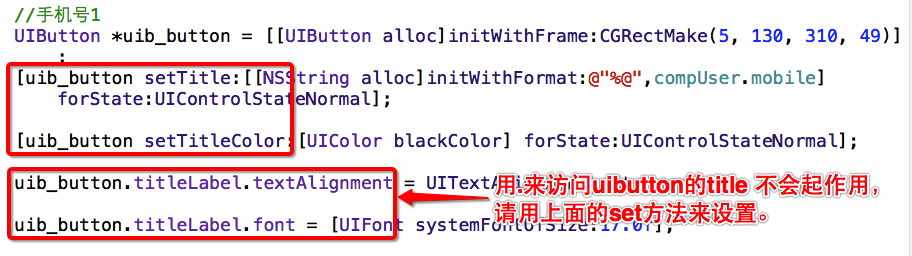 //手机号1
UIButton *uib_button = [[UIButton alloc]initWithFrame:CGRectMake(5, 130, 310, 49)]
;
[uib_button setTitle:[[NSString alloc]initWithFormat:@"%@",compUser.mobile]
forState:UIControlStateNormal];
[uib_button setTitleColor:[UIColor blackColor] forState:UIControlStateNormal];
uib_button.titleLabel.textAlignment =
用.来访问uibutton的title 不会起作用,
请用上面的set方法来设置。
uib_button.titleLabel.font = [UIFont systemFontOfSize:17.0f];